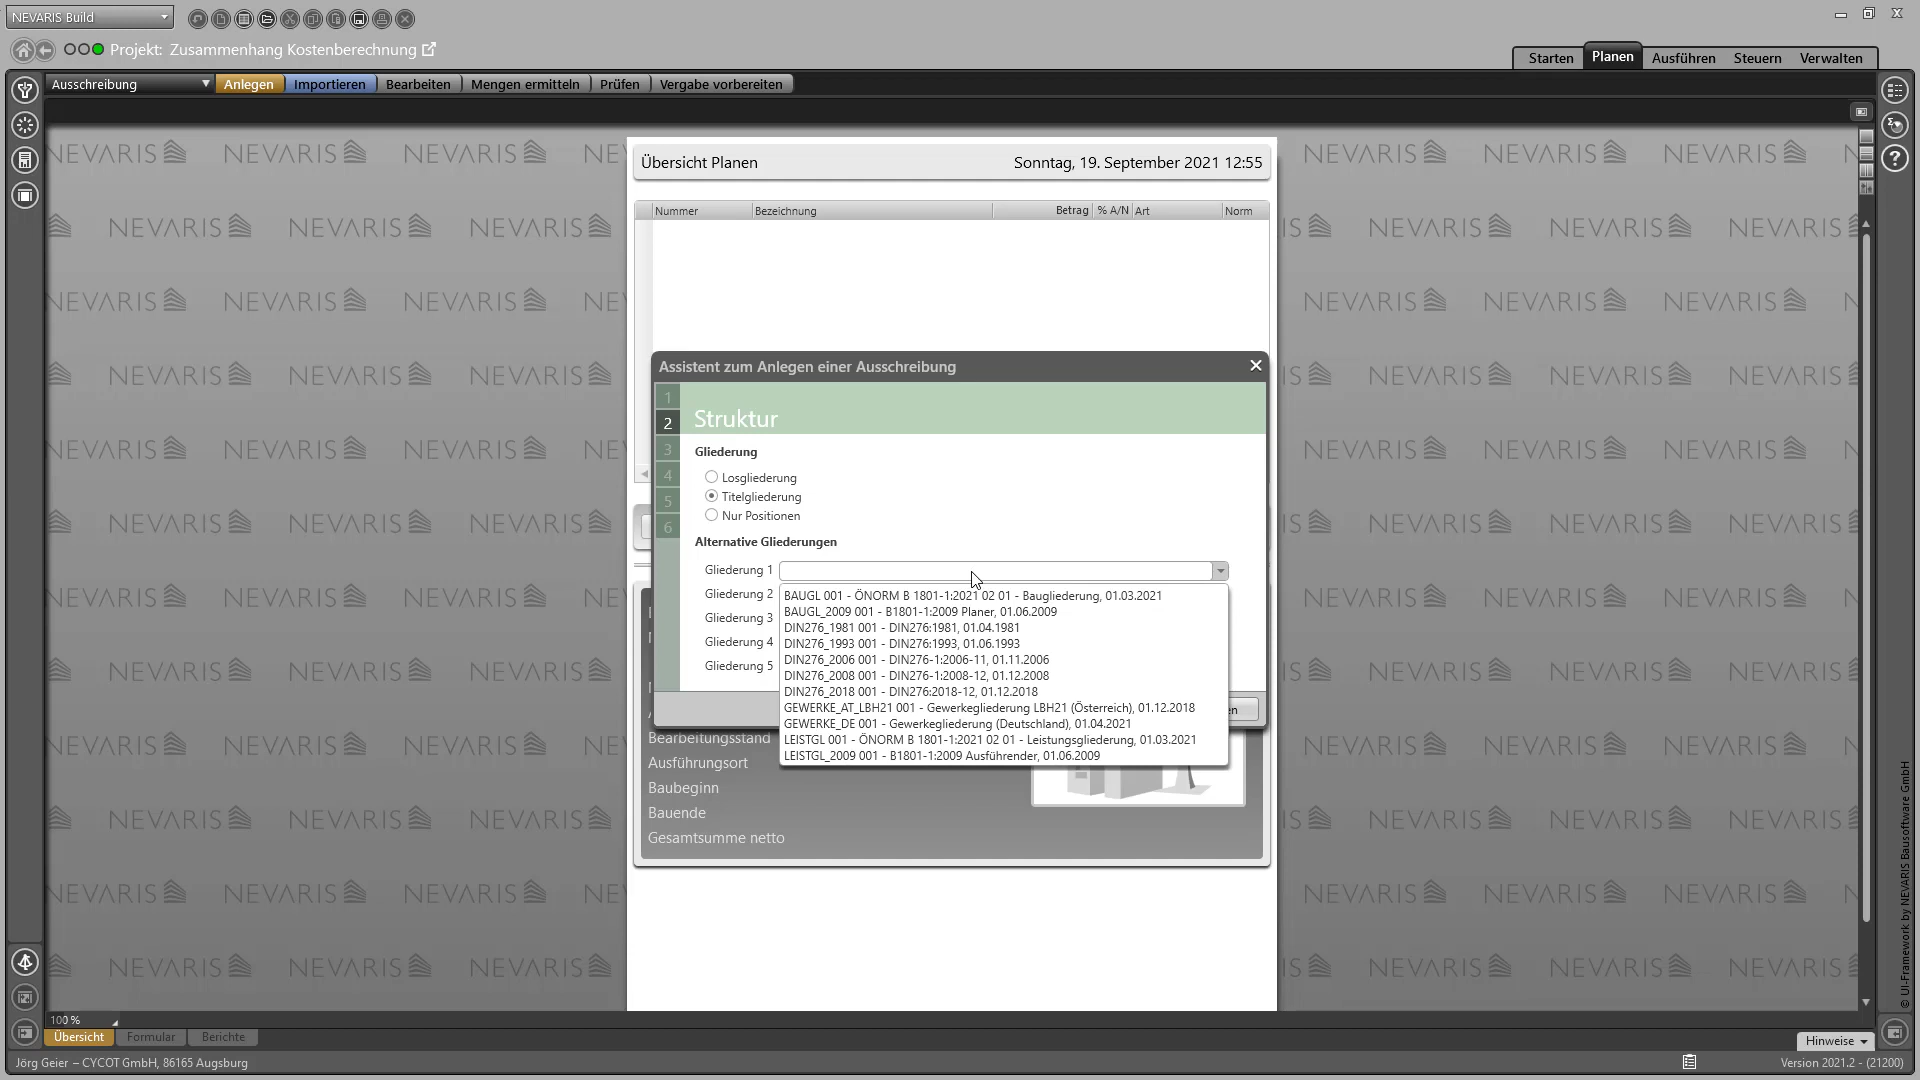 NEVARIS Build
Projekt: Zusammenhang Kostenberechnung
Starten Planen Ausführen Steuern Verwalten
Ausschreibung Anlegen Importieren Bearbeiten Mengen ermitteln Prüfen Vergabe vorbereiten
Übersicht Planen Sonntag, 19. September 2021 12:55
Nummer Bezeichnung Betrag % A/N Art Norm
Assistent zum Anlegen einer Ausschreibung
1
2 Struktur
3
4
5
6
Gliederung
Losgliederung
Titelgliederung
Nur Positionen
Alternative Gliederungen
Gliederung 1
Gliederung 2
Gliederung 3
Gliederung 4
Gliederung 5
BAUGL 001 - ÖNORM B 1801-1:2021 02 01 - Baugliederung, 01.03.2021
BAUGL_2009 001 - B1801-1:2009 Planer, 01.06.2009
DIN276_1981 001 - DIN276:1981, 01.04.1981
DIN276_1993 001 - DIN276:1993, 01.06.1993
DIN276_2006 001 - DIN276-1:2006-11, 01.11.2006
DIN276_2008 001 - DIN276-1:2008-12, 01.12.2008
DIN276_2018 001 - DIN276:2018-12, 01.12.2018
GEWERKE_AT_LBH21 001 - Gewerkegliederung LBH21 (Österreich), 01.12.2018
GEWERKE_DE 001 - Gewerkegliederung (Deutschland), 01.04.2021
LEISTGL 001 - ÖNORM B 1801-1:2021 02 01 - Leistungsgliederung, 01.03.2021
LEISTGL_2009 001 - B1801-1:2009 Ausführender, 01.06.2009
Bearbeitungsstand
Ausführungsort
Baubeginn
Bauende
Gesamtsumme netto
NEVARIS
© UI-Framework by NEVARIS Bausoftware GmbH
100 %
Übersicht Formular Berichte
Hinweise
Jörg Geier – CYCOT GmbH, 86165 Augsburg
Version 2021.2 - (21200)